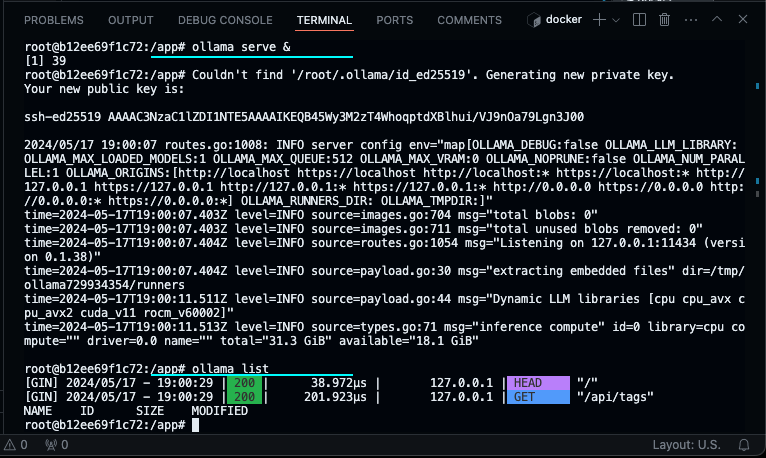 PROBLEMS OUTPUT DEBUG CONSOLE TERMINAL PORTS COMMENTS docker
root@b12ee69f1c72:/app# ollama serve &
[1] 39
root@b12ee69f1c72:/app# Couldn't find '/root/.ollama/id_ed25519'. Generating new private key.
Your new public key is:
ssh-ed25519 AAAAC3NzaC1lZDI1NTE5AAAAIKEQB45Wy3M2zT4WhoqptdXBlhui/VJ9nOa79Lgn3J00
2024/05/17 19:00:07 routes.go:1008: INFO server config env="map[OLLAMA_DEBUG:false OLLAMA_LLM_LIBRARY:
OLLAMA_MAX_LOADED_MODELS:1 OLLAMA_MAX_QUEUE:512 OLLAMA_MAX_VRAM:0 OLLAMA_NOPRUNE:false OLLAMA_NUM_PARAL
LEL:1 OLLAMA_ORIGINS:[http://localhost https://localhost http://localhost:* https://localhost:* http://
127.0.0.1 https://127.0.0.1 http://127.0.0.1:* https://127.0.0.1:* http://0.0.0.0 https://0.0.0.0 http:
//0.0.0.0:* https://0.0.0.0:*] OLLAMA_RUNNERS_DIR: OLLAMA_TMPDIR:]"
time=2024-05-17T19:00:07.403Z level=INFO source=images.go:704 msg="total blobs: 0"
time=2024-05-17T19:00:07.403Z level=INFO source=images.go:711 msg="total unused blobs removed: 0"
time=2024-05-17T19:00:07.404Z level=INFO source=routes.go:1054 msg="Listening on 127.0.0.1:11434 (versi
on 0.1.38)"
time=2024-05-17T19:00:07.404Z level=INFO source=payload.go:30 msg="extracting embedded files" dir=/tmp/
ollama729934354/runners
time=2024-05-17T19:00:11.511Z level=INFO source=payload.go:44 msg="Dynamic LLM libraries [cpu cpu_avx c
pu_avx2 cuda_v11 rocm_v60002]"
time=2024-05-17T19:00:11.513Z level=INFO source=types.go:71 msg="inference compute" id=0 library=cpu co
mpute="" driver=0.0 name="" total="31.3 GiB" available="18.1 GiB"
root@b12ee69f1c72:/app# ollama list
[GIN] 2024/05/17 - 19:00:29 | 200 | 38.972µs | 127.0.0.1 | HEAD "/"
[GIN] 2024/05/17 - 19:00:29 | 200 | 201.923µs | 127.0.0.1 | GET "/api/tags"
NAME ID SIZE MODIFIED
root@b12ee69f1c72:/app#
0 0 Layout: U.S.